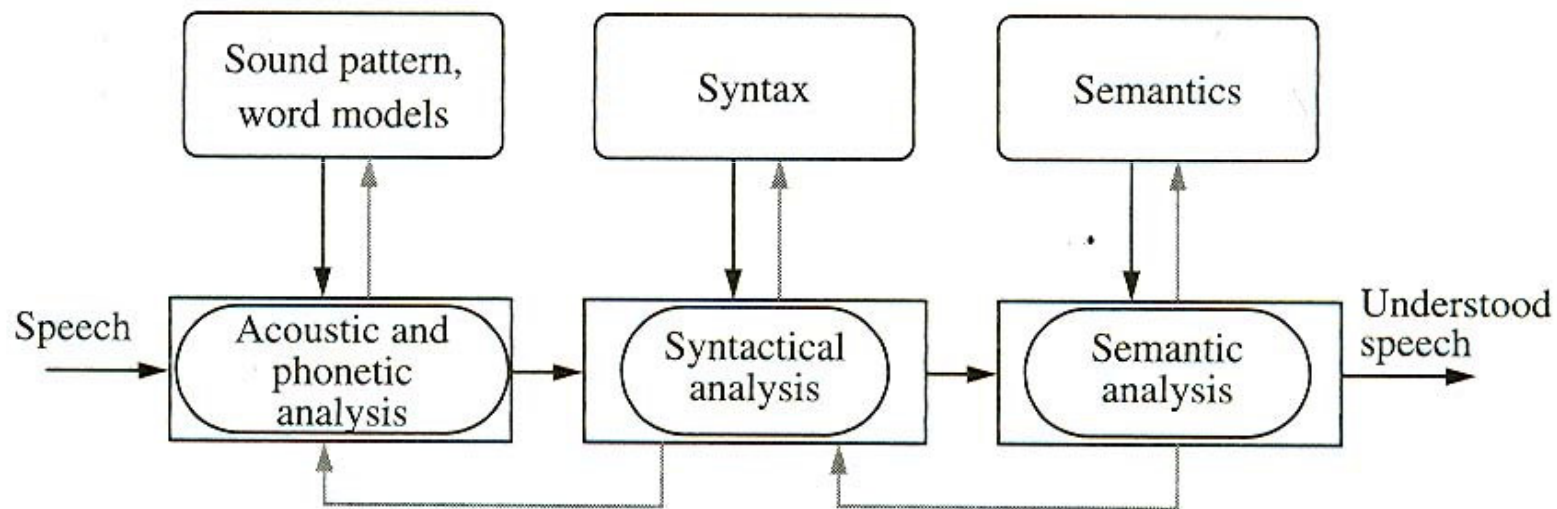 Sound pattern,
word models
Syntax
Semantics
Speech
Acoustic and
phonetic
analysis
Syntactical
analysis
Semantic
analysis
Understood
speech